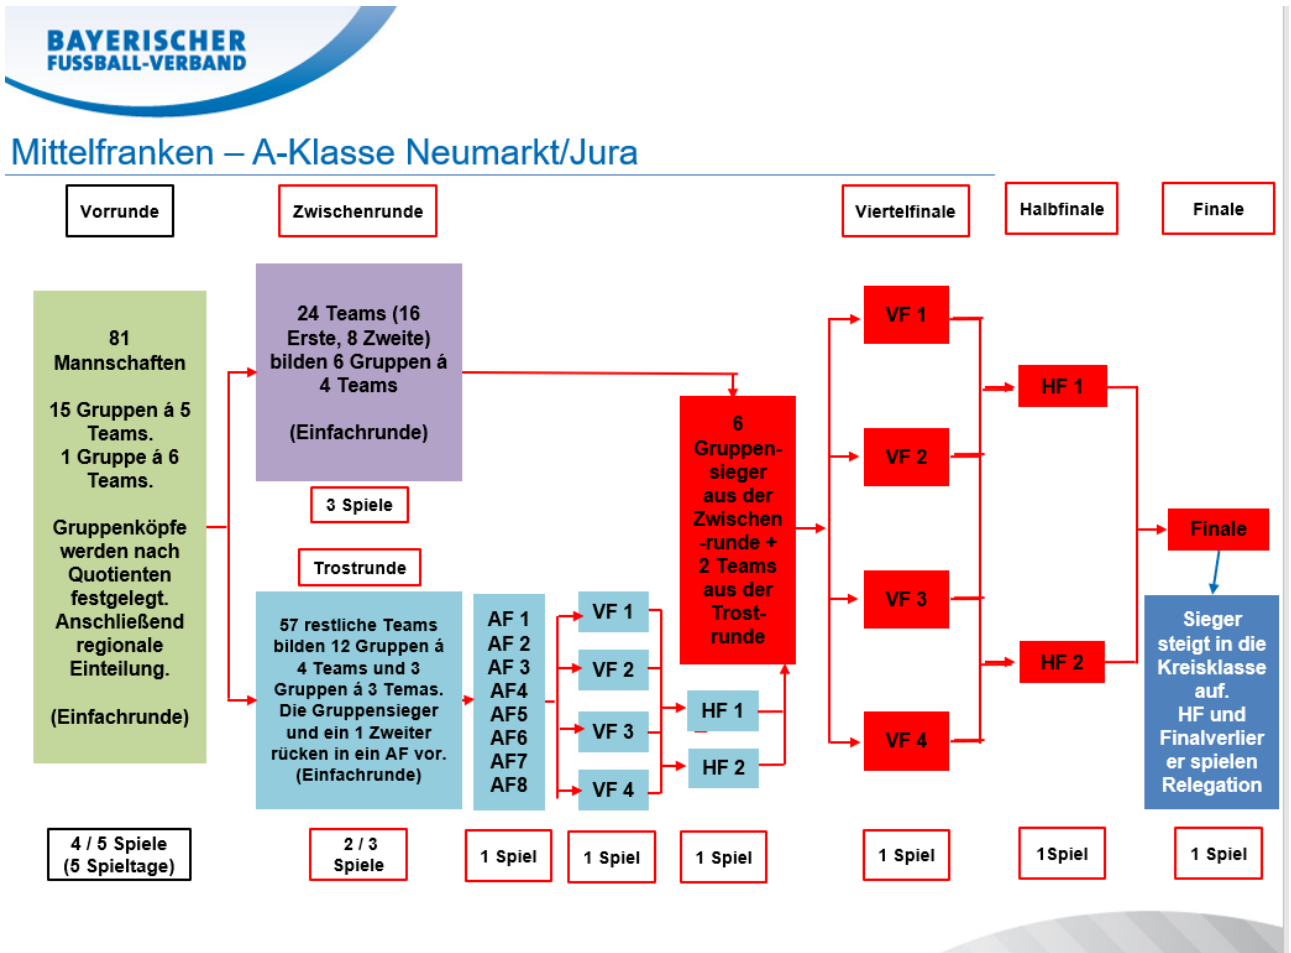 BAYERISCHER
FUSSBALL-VERBAND
Mittelfranken – A-Klasse Neumarkt/Jura
Vorrunde
Zwischenrunde
Viertelfinale
Halbfinale
Finale
81
Mannschaften
15 Gruppen á 5
Teams.
1 Gruppe á 6
Teams.
Gruppenköpfe
werden nach
Quotienten
festgelegt.
Anschließend
regionale
Einteilung.
(Einfachrunde)
4 / 5 Spiele
(5 Spieltage)
24 Teams (16
Erste, 8 Zweite)
bilden 6 Gruppen á
4 Teams
(Einfachrunde)
3 Spiele
Trostrunde
57 restliche Teams
bilden 12 Gruppen á
4 Teams und 3
Gruppen á 3 Temas.
Die Gruppensieger
und ein 1 Zweiter
rücken in ein AF vor.
(Einfachrunde)
2 / 3
Spiele
AF 1
AF 2
AF 3
AF4
AF5
AF6
AF7
AF8
1 Spiel
VF 1
VF 2
VF 3
VF 4
1 Spiel
HF 1
HF 2
1 Spiel
6
Gruppen-
sieger
aus der
Zwischen
-runde +
2 Teams
aus der
Trost-
runde
VF 1
VF 2
VF 3
VF 4
1 Spiel
HF 1
HF 2
1Spiel
Finale
Sieger
steigt in die
Kreisklasse
auf.
HF und
Finalverlier
er spielen
Relegation
1 Spiel